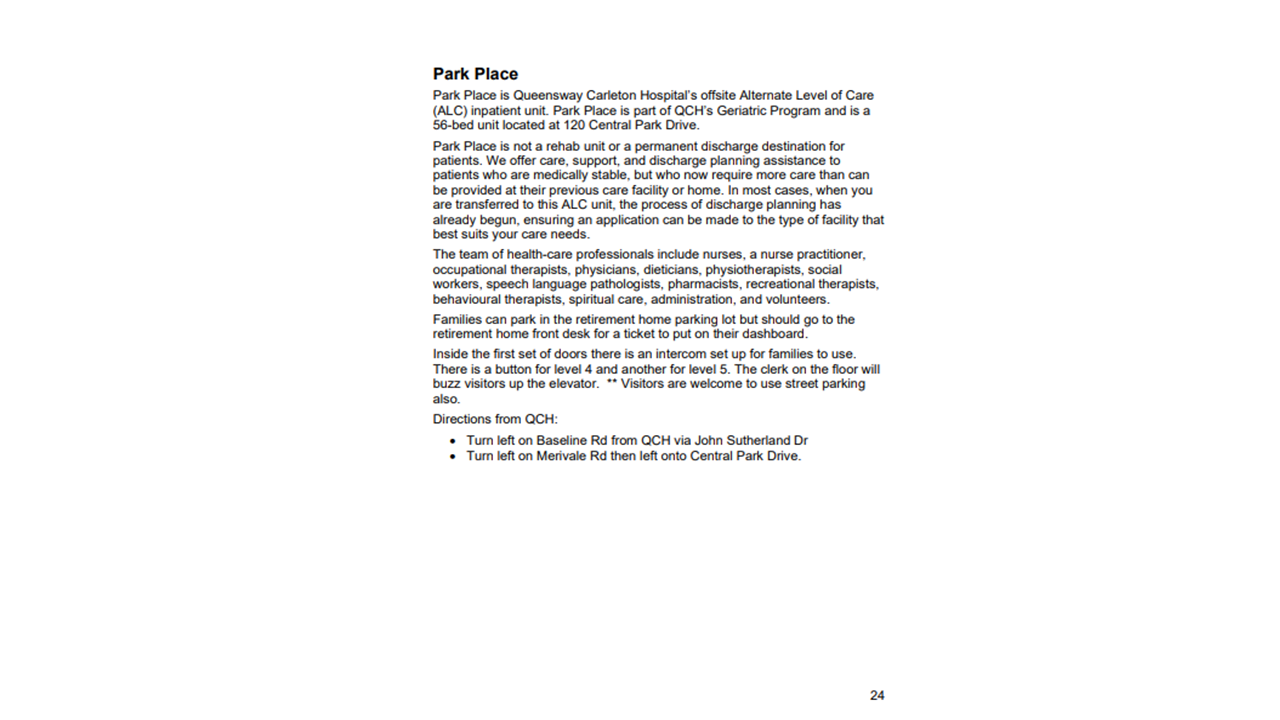 Park Place
Park Place is Queensway Carleton Hospital's offsite Alternate Level of Care
(ALC) inpatient unit. Park Place is part of QCH's Geriatric Program and is a
56-bed unit located at 120 Central Park Drive.
Park Place is not a rehab unit or a permanent discharge destination for
patients. We offer care, support, and discharge planning assistance to
patients who are medically stable, but who now require more care than can
be provided at their previous care facility or home. In most cases, when you
are transferred to this ALC unit, the process of discharge planning has
already begun, ensuring an application can be made to the type of facility that
best suits your care needs.
The team of health-care professionals include nurses, a nurse practitioner,
occupational therapists, physicians, dieticians, physiotherapists, social
workers, speech language pathologists, pharmacists, recreational therapists,
behavioural therapists, spiritual care, administration, and volunteers.
Families can park in the retirement home parking lot but should go to the
retirement home front desk for a ticket to put on their dashboard.
Inside the first set of doors there is an intercom set up for families to use.
There is a button for level 4 and another for level 5. The clerk on the floor will
buzz visitors up the elevator.  ** Visitors are welcome to use street parking
also.
Directions from QCH:
• Turn left on Baseline Rd from QCH via John Sutherland Dr
• Turn left on Merivale Rd then left onto Central Park Drive.
24